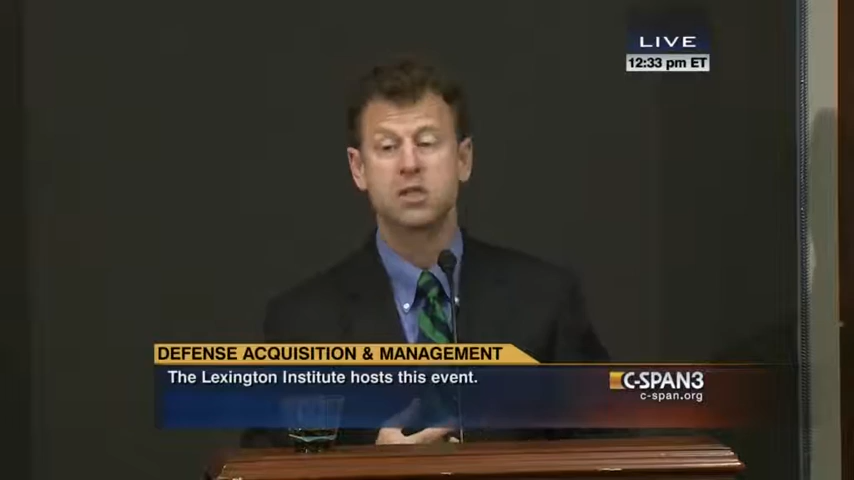 LIVE
12:33 pm ET
DEFENSE ACQUISITION & MANAGEMENT
The Lexington Institute hosts this event.
C-SPAN3
c-span.org